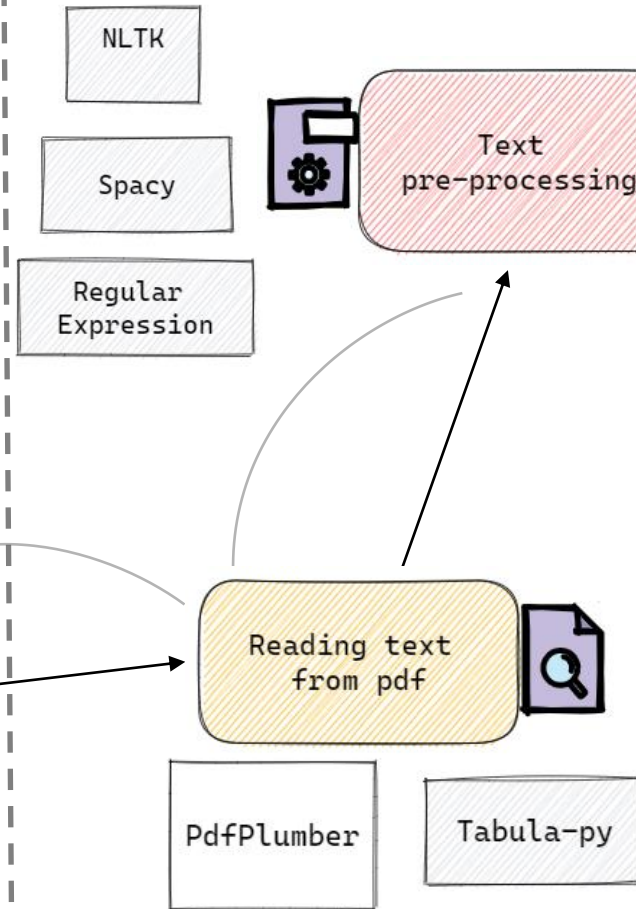 NLTK
Text
pre-processing
Spacy
Regular
Expression
Reading text
from pdf
PdfPlumber
Tabula-py